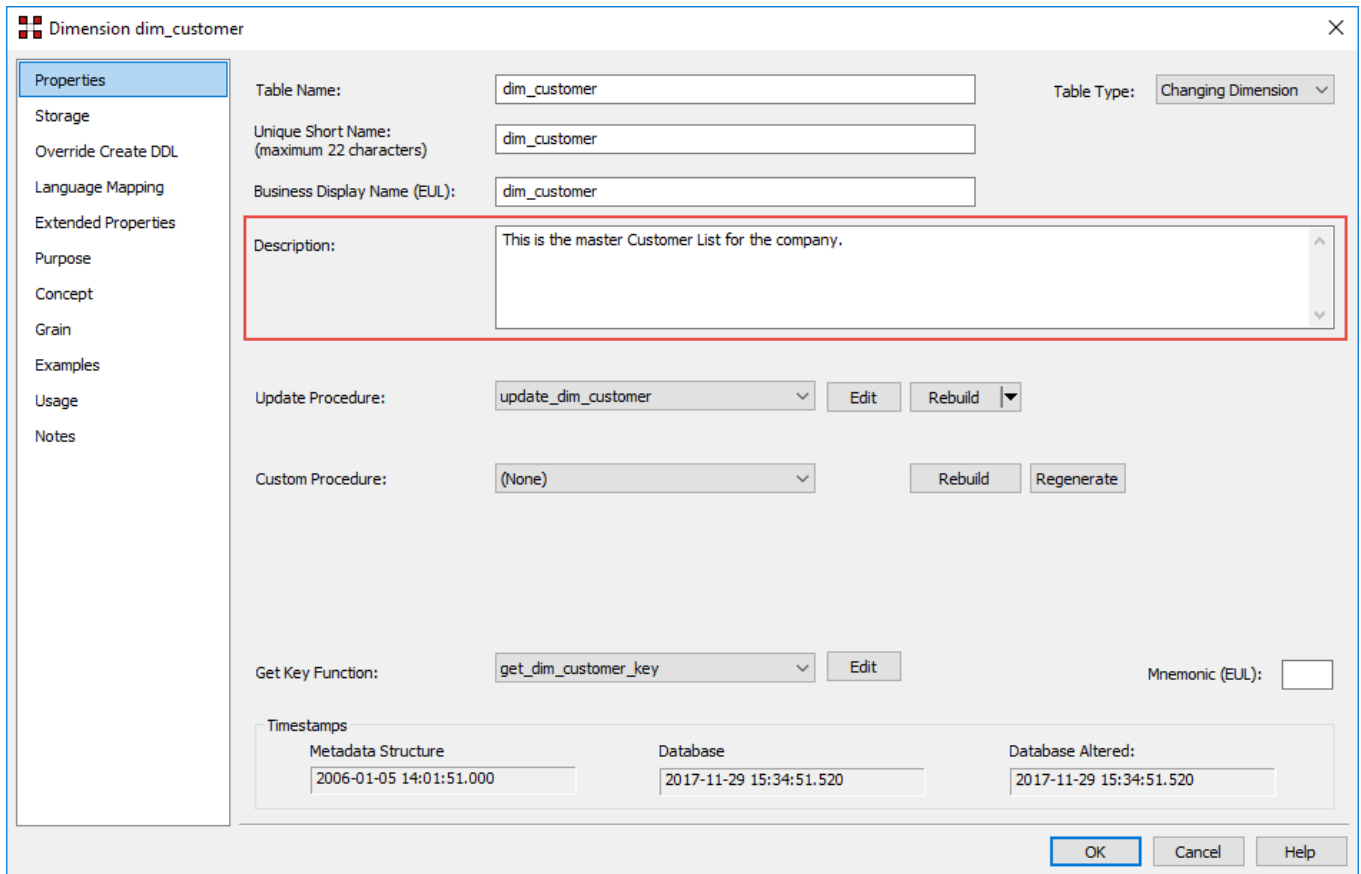 Dimension dim_customer
Properties
Storage
Override Create DDL
Language Mapping
Extended Properties
Purpose
Concept
Grain
Examples
Usage
Notes
Table Name:
dim_customer
Table Type:
Changing Dimension
Unique Short Name:
(maximum 22 characters)
dim_customer
Business Display Name (EUL):
dim_customer
Description:
This is the master Customer List for the company.
Update Procedure:
update_dim_customer
Edit
Rebuild
Custom Procedure:
(None)
Rebuild
Regenerate
Get Key Function:
get_dim_customer_key
Edit
Mnemonic (EUL):
Timestamps
Metadata Structure
Database
Database Altered:
2006-01-05 14:01:51.000
2017-11-29 15:34:51.520
2017-11-29 15:34:51.520
OK
Cancel
Help